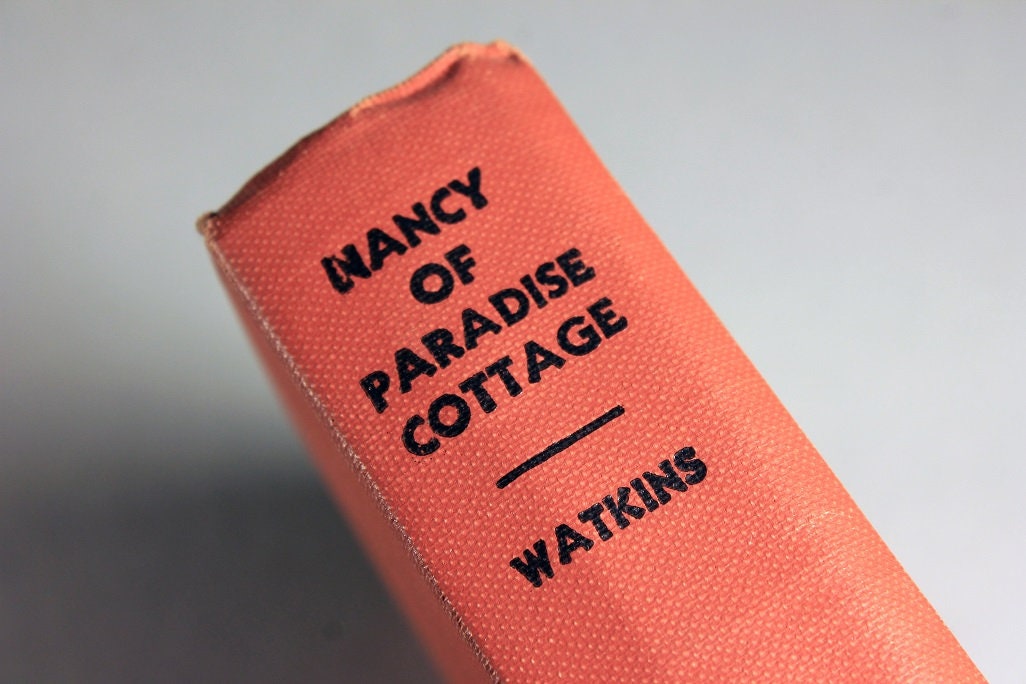 NANCY
OF
PARADISE
COTTAGE
WATKINS